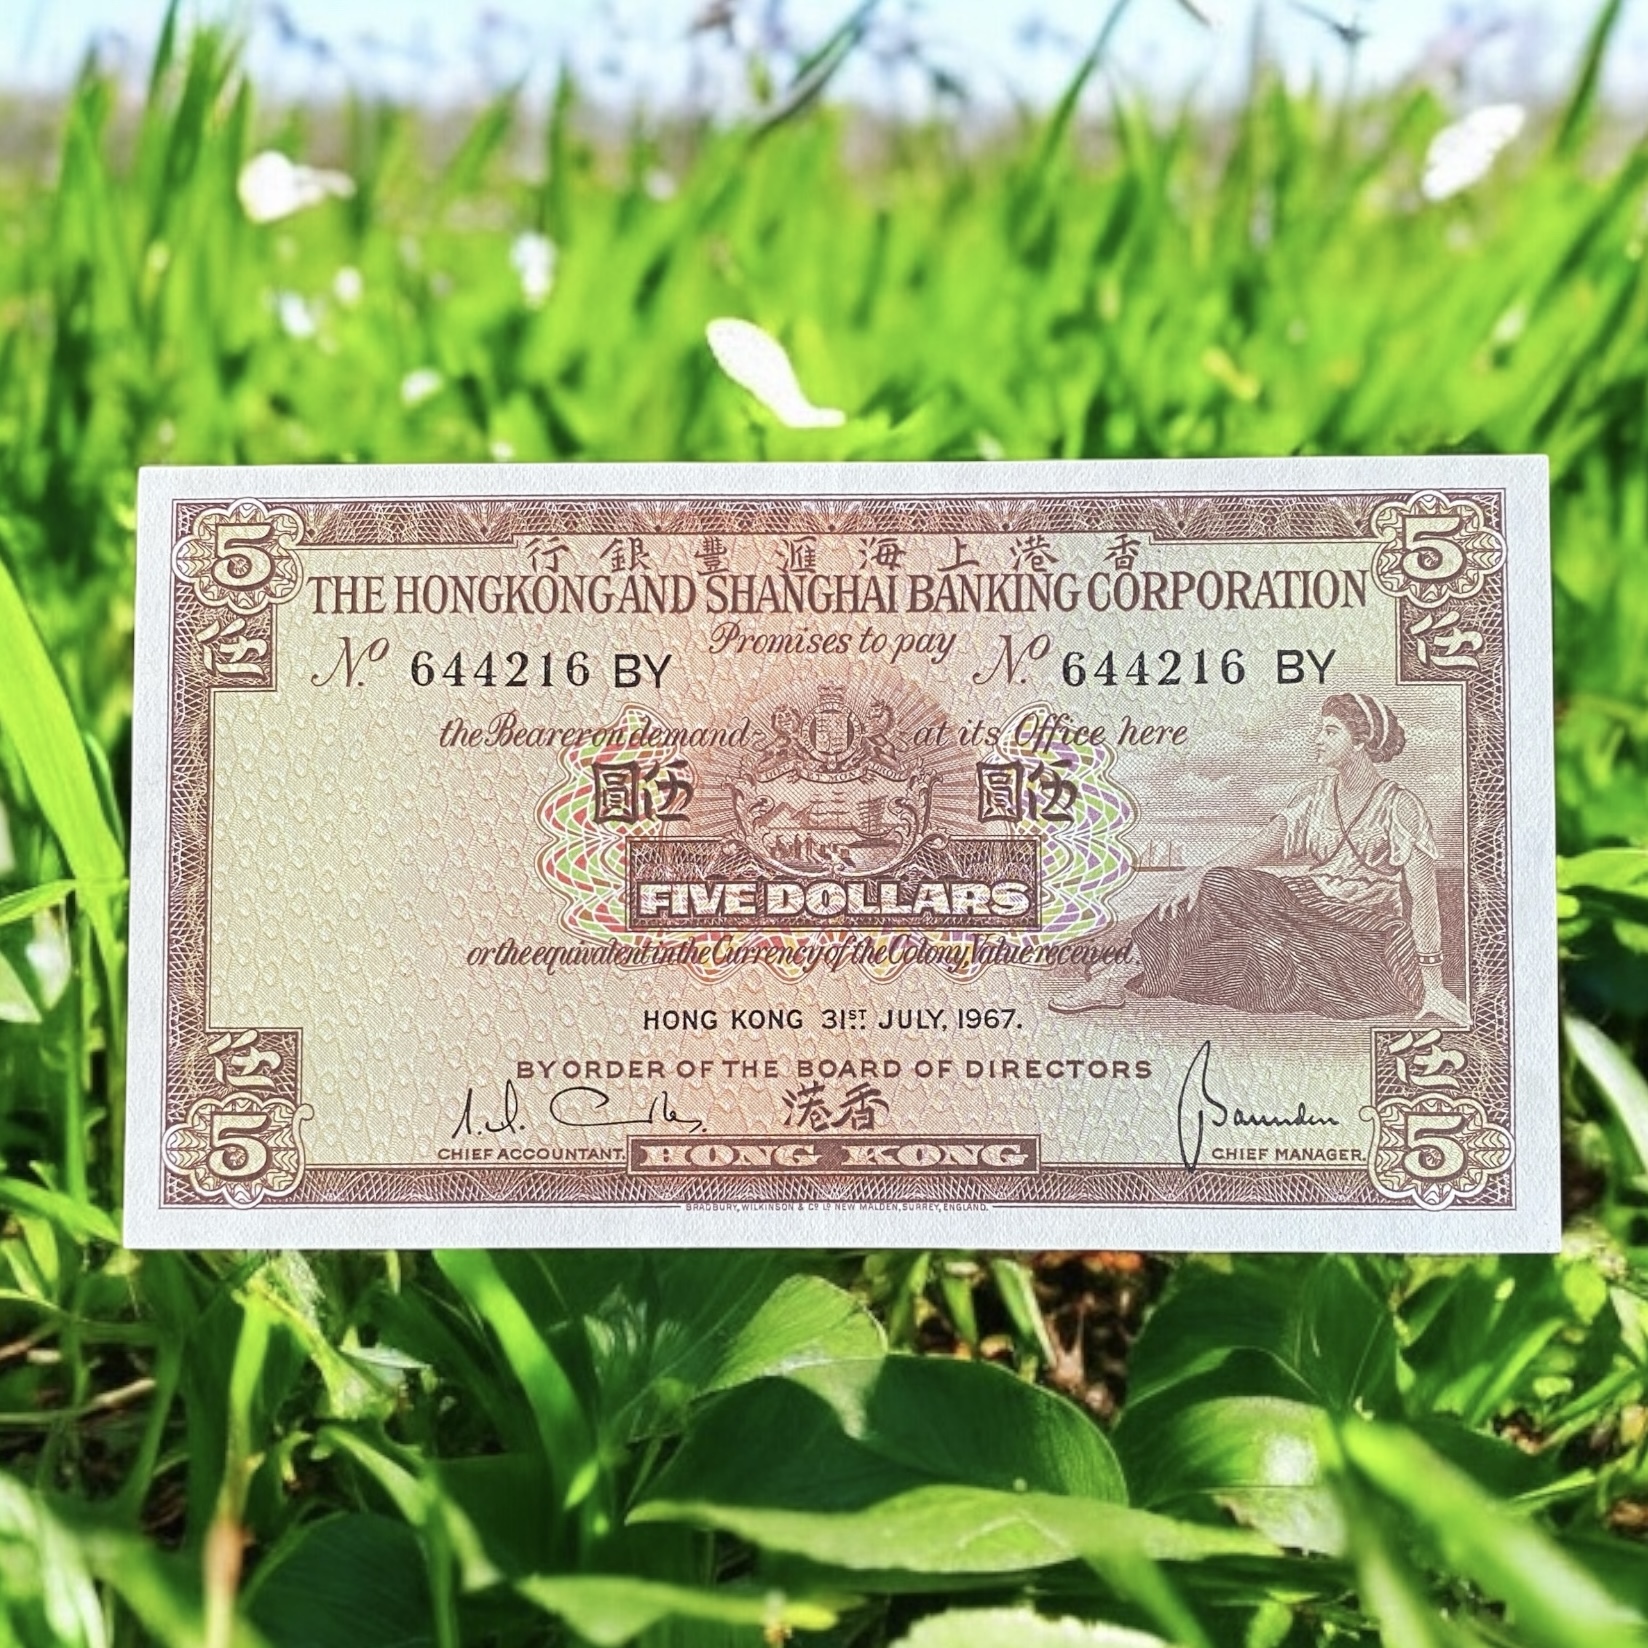 5 5
行銀豐滙海上港香
THE HONGKONG AND SHANGHAI BANKING CORPORATION
伍 伍
Promises to pay
Nº 644216 BY Nº 644216 BY
the Bearer on demand at its Office here
圓伍 圓伍
FIVE DOLLARS
or the equivalent in the Currency of the Colony, Value received.
HONG KONG 31ST JULY, 1967.
伍 伍
BY ORDER OF THE BOARD OF DIRECTORS
港香
5 5
CHIEF ACCOUNTANT. HONG KONG CHIEF MANAGER.
BRADBURY, WILKINSON & Cº Lº NEW MALDEN, SURREY, ENGLAND.